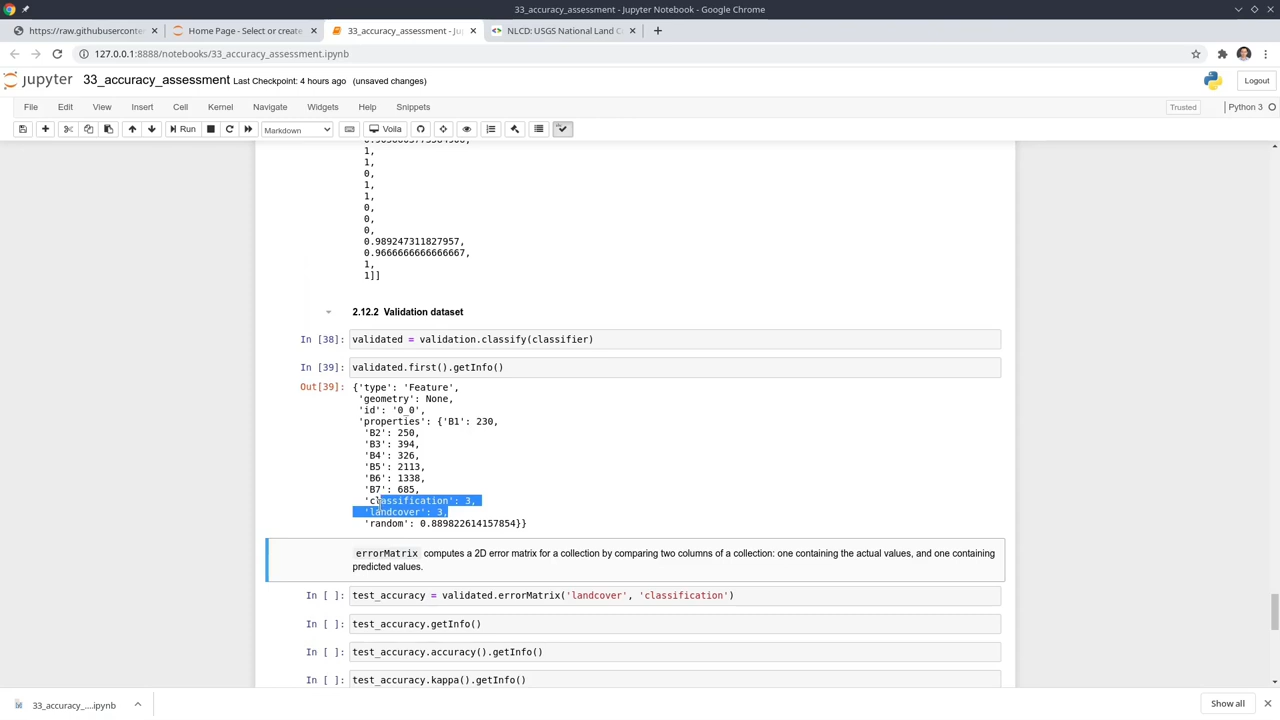 33_accuracy_assessment - Jupyter Notebook - Google Chrome
https://raw.githubuserconte
Home Page - Select or create
33_accuracy_assessment - Ju
NLCD: USGS National Land C
127.0.0.1:8888/notebooks/33_accuracy_assessment.ipynb
jupyter 33_accuracy_assessment Last Checkpoint: 4 hours ago (unsaved changes)
Logout
File Edit View Insert Cell Kernel Navigate Widgets Help Snippets
Trusted Python 3
Run Markdown Voila
1,
1,
0,
1,
1,
0,
0,
0,
0.989247311827957,
0.9666666666666667,
1,
1]]
2.12.2 Validation dataset
In [38]: validated = validation.classify(classifier)
In [39]: validated.first().getInfo()
Out[39]: {'type': 'Feature',
'geometry': None,
'id': '0_0',
'properties': {'B1': 230,
'B2': 250,
'B3': 394,
'B4': 326,
'B5': 2113,
'B6': 1338,
'B7': 685,
'classification': 3,
'landcover': 3,
'random': 0.889822614157854}}
errorMatrix computes a 2D error matrix for a collection by comparing two columns of a collection: one containing the actual values, and one containing
predicted values.
In [ ]: test_accuracy = validated.errorMatrix('landcover', 'classification')
In [ ]: test_accuracy.getInfo()
In [ ]: test_accuracy.accuracy().getInfo()
In [ ]: test_accuracy.kappa().getInfo()
33_accuracy_....ipynb
Show all